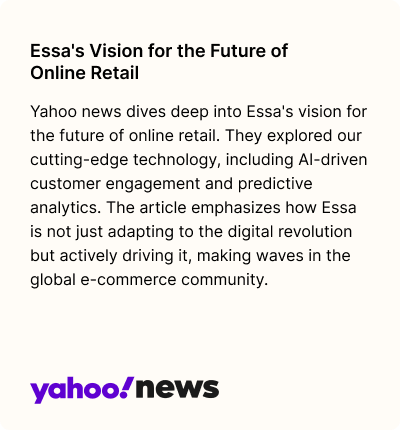 Essa's Vision for the Future of
Online Retail
Yahoo news dives deep into Essa's vision for
the future of online retail. They explored our
cutting-edge technology, including AI-driven
customer engagement and predictive
analytics. The article emphasizes how Essa
is not just adapting to the digital revolution
but actively driving it, making waves in the
global e-commerce community.
yahoo!news